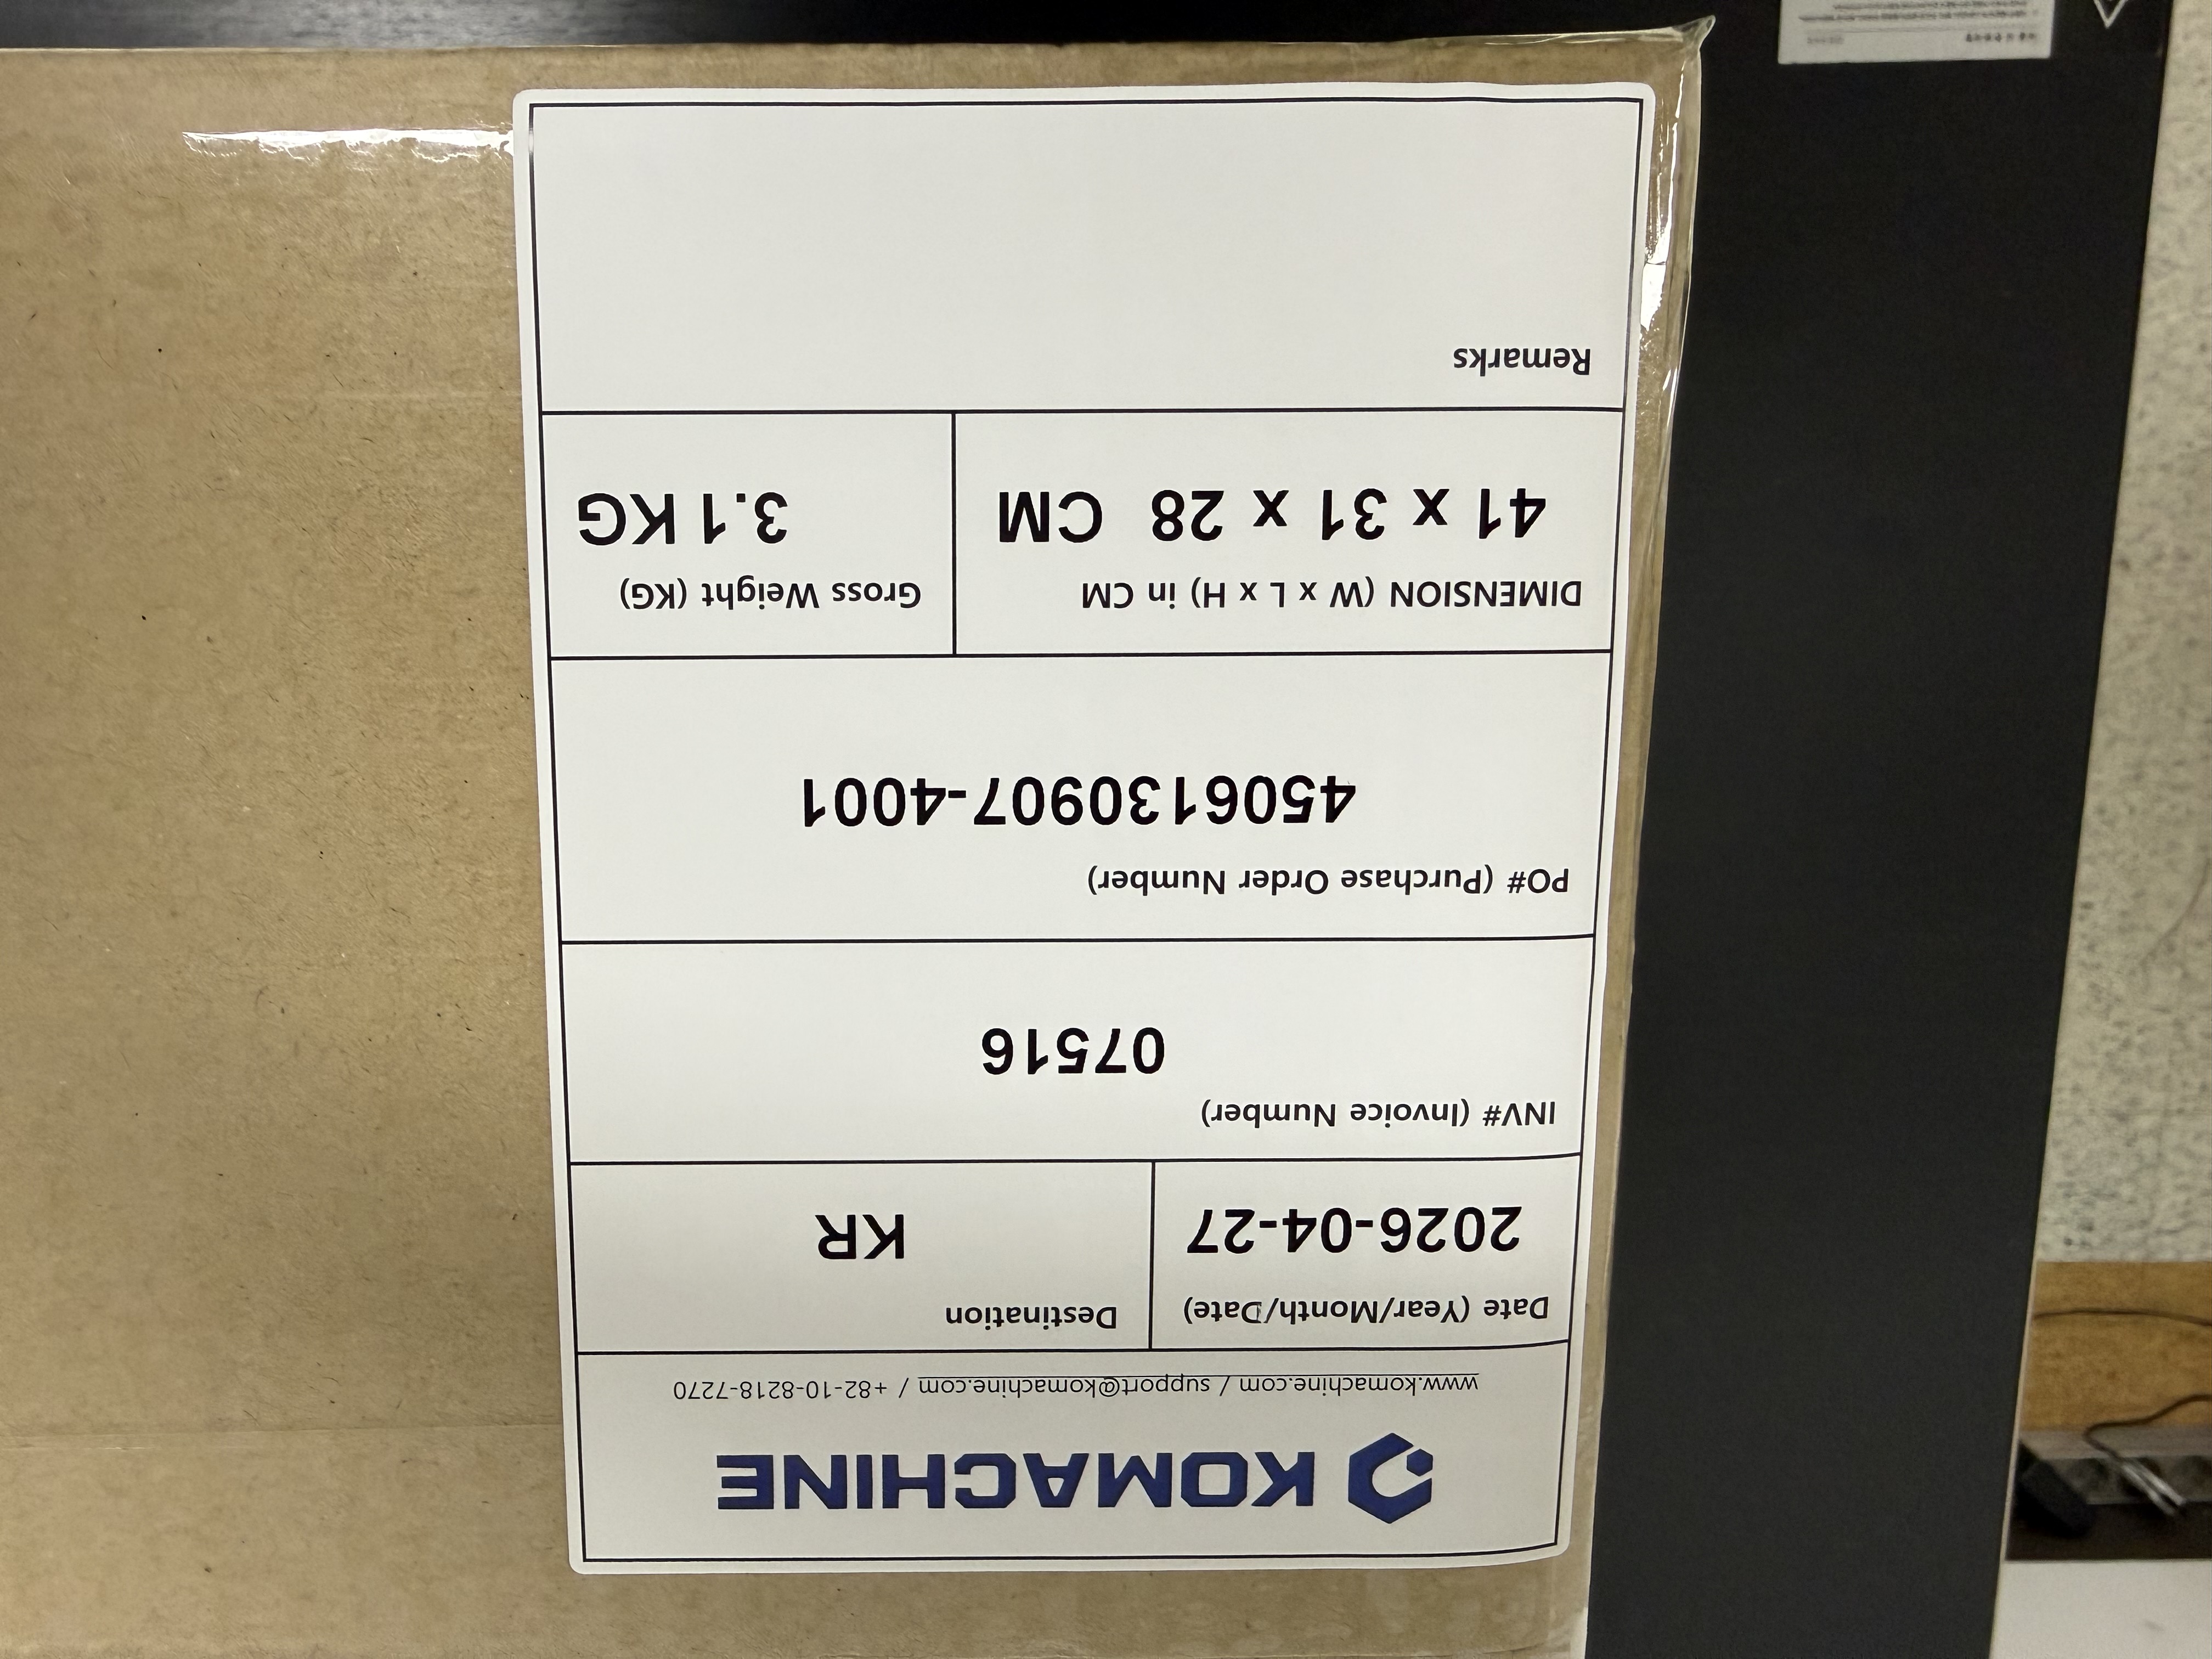 KOMACHINE
www.komachine.com / support@komachine.com / +82-10-8218-7270
Date (Year/Month/Date)
2026-04-27
Destination
KR
INV# (Invoice Number)
07516
PO# (Purchase Order Number)
4506130907-4001
DIMENSION (W x L x H) in CM
41 x 31 x 28 CM
Gross Weight (KG)
3.1 KG
Remarks